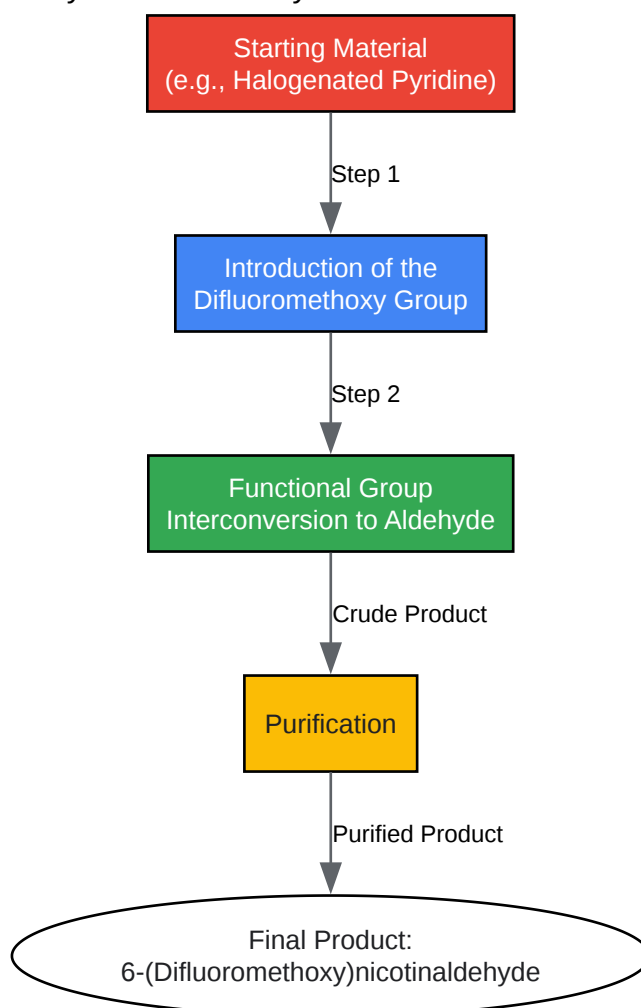 Starting Material
(e.g., Halogenated Pyridine)
Step 1
Introduction of the
Difluoromethoxy Group
Step 2
Functional Group
Interconversion to Aldehyde
Crude Product
Purification
Purified Product
Final Product:
6-(Difluoromethoxy)nicotinaldehyde